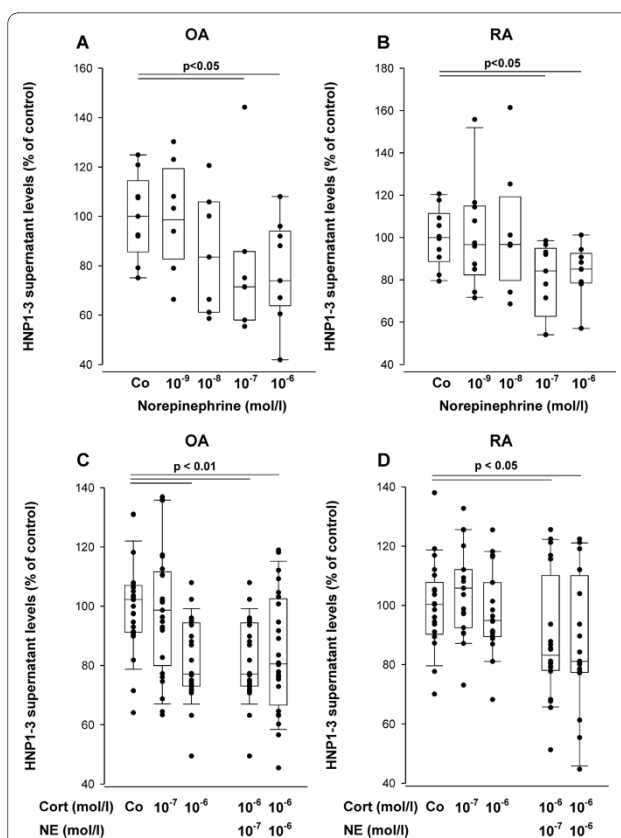 A OA
p<0.05
HNP1-3 supernatant levels (% of control)
160
140
120
100
80
60
40
Co 10⁻⁹ 10⁻⁸ 10⁻⁷ 10⁻⁶
Norepinephrine (mol/l)
B RA
p<0.05
HNP1-3 supernatant levels (% of control)
180
160
140
120
100
80
60
40
Co 10⁻⁹ 10⁻⁸ 10⁻⁷ 10⁻⁶
Norepinephrine (mol/l)
C OA
p < 0.01
HNP1-3 supernatant levels (% of control)
140
120
100
80
60
40
Cort (mol/l) Co 10⁻⁷ 10⁻⁶ 10⁻⁶ 10⁻⁶
NE (mol/l) 10⁻⁷ 10⁻⁶
D RA
p < 0.05
HNP1-3 supernatant levels (% of control)
140
120
100
80
60
40
Co 10⁻⁷ 10⁻⁶ 10⁻⁶ 10⁻⁶
10⁻⁷ 10⁻⁶